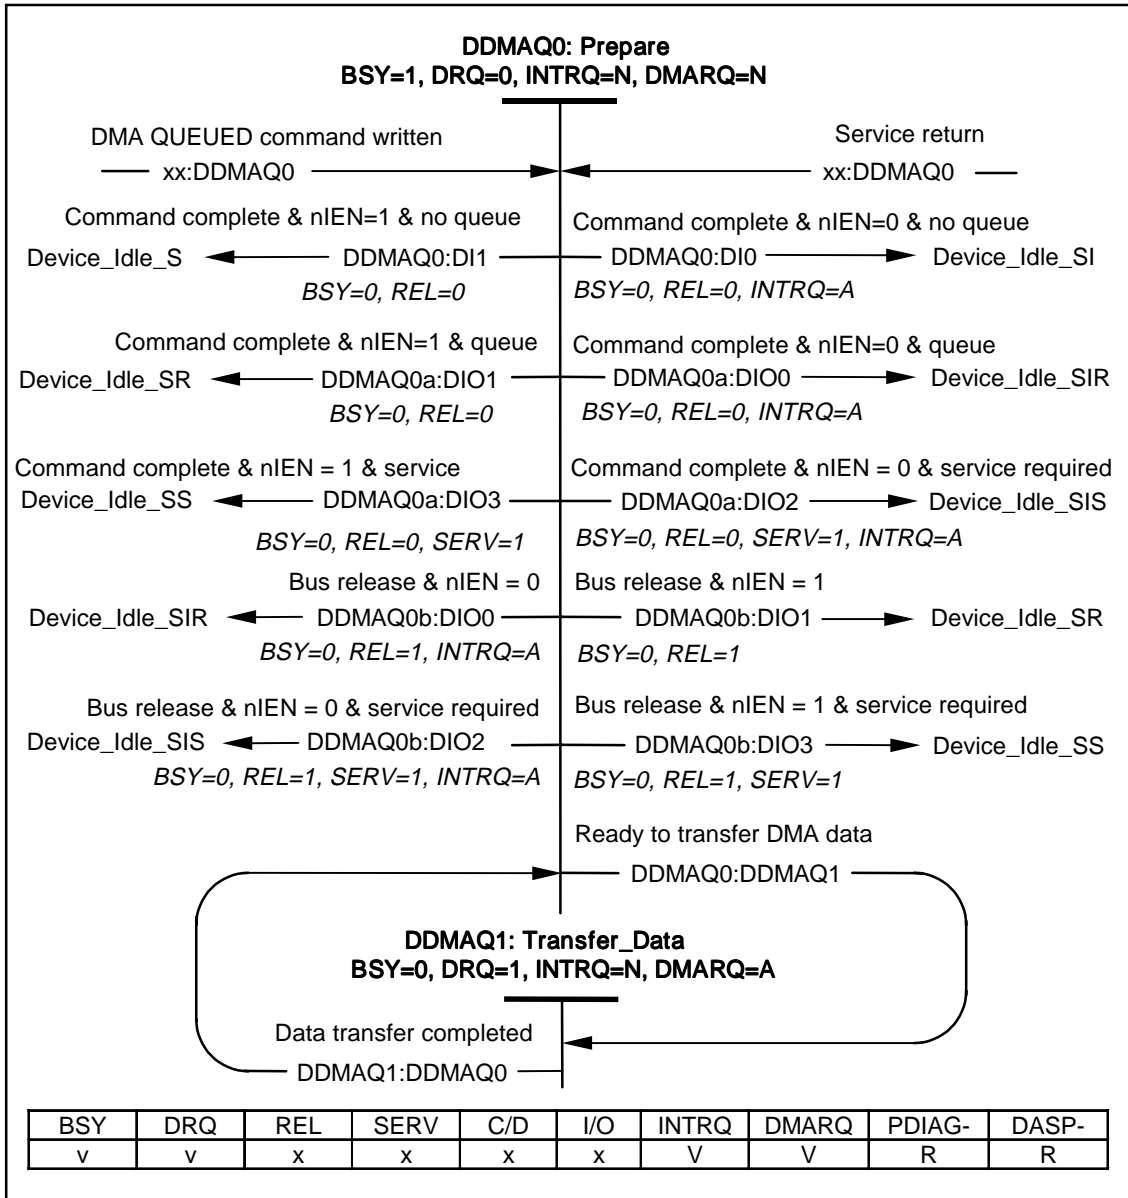 DDMAQ0: Prepare
BSY=1, DRQ=0, INTRQ=N, DMARQ=N
DMA QUEUED command written
Service return
xx:DDMAQ0
xx:DDMAQ0
Command complete & nIEN=1 & no queue
Command complete & nIEN=0 & no queue
Device_Idle_S
DDMAQ0:DI1
DDMAQ0:DI0
Device_Idle_SI
BSY=0, REL=0
BSY=0, REL=0, INTRQ=A
Command complete & nIEN=1 & queue
Command complete & nIEN=0 & queue
Device_Idle_SR
DDMAQ0a:DIO1
DDMAQ0a:DIO0
Device_Idle_SIR
BSY=0, REL=0
BSY=0, REL=0, INTRQ=A
Command complete & nIEN = 1 & service
Command complete & nIEN = 0 & service required
Device_Idle_SS
DDMAQ0a:DIO3
DDMAQ0a:DIO2
Device_Idle_SIS
BSY=0, REL=0, SERV=1
BSY=0, REL=0, SERV=1, INTRQ=A
Bus release & nIEN = 0
Bus release & nIEN = 1
Device_Idle_SIR
DDMAQ0b:DIO0
DDMAQ0b:DIO1
Device_Idle_SR
BSY=0, REL=1, INTRQ=A
BSY=0, REL=1
Bus release & nIEN = 0 & service required
Bus release & nIEN = 1 & service required
Device_Idle_SIS
DDMAQ0b:DIO2
DDMAQ0b:DIO3
Device_Idle_SS
BSY=0, REL=1, SERV=1, INTRQ=A
BSY=0, REL=1, SERV=1
Ready to transfer DMA data
DDMAQ0:DDMAQ1
DDMAQ1: Transfer_Data
BSY=0, DRQ=1, INTRQ=N, DMARQ=A
Data transfer completed
DDMAQ1:DDMAQ0
BSY DRQ REL SERV C/D I/O INTRQ DMARQ PDIAG- DASP-
v v x x x x V V R R